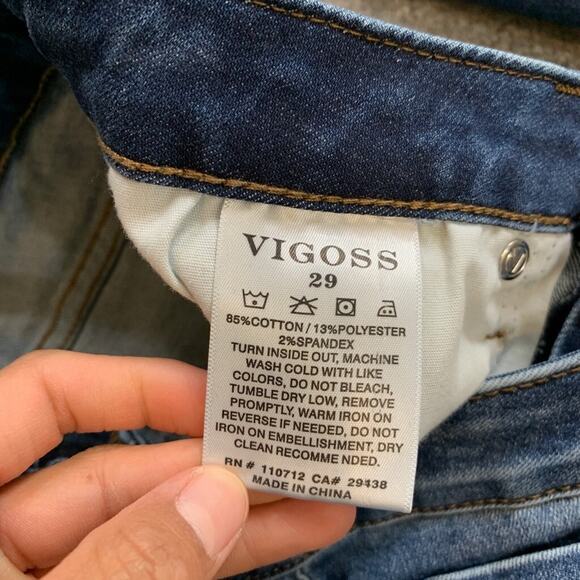 VIGOSS
29
85%COTTON / 13%POLYESTER
2%SPANDEX
TURN INSIDE OUT, MACHINE
WASH COLD WITH LIKE
COLORS, DO NOT BLEACH,
TUMBLE DRY LOW, REMOVE
PROMPTLY, WARM IRON ON
REVERSE IF NEEDED, DO NOT
IRON ON EMBELLISHMENT, DRY
CLEAN RECOMME NDED.
RN # 110712 CA# 29438
MADE IN CHINA